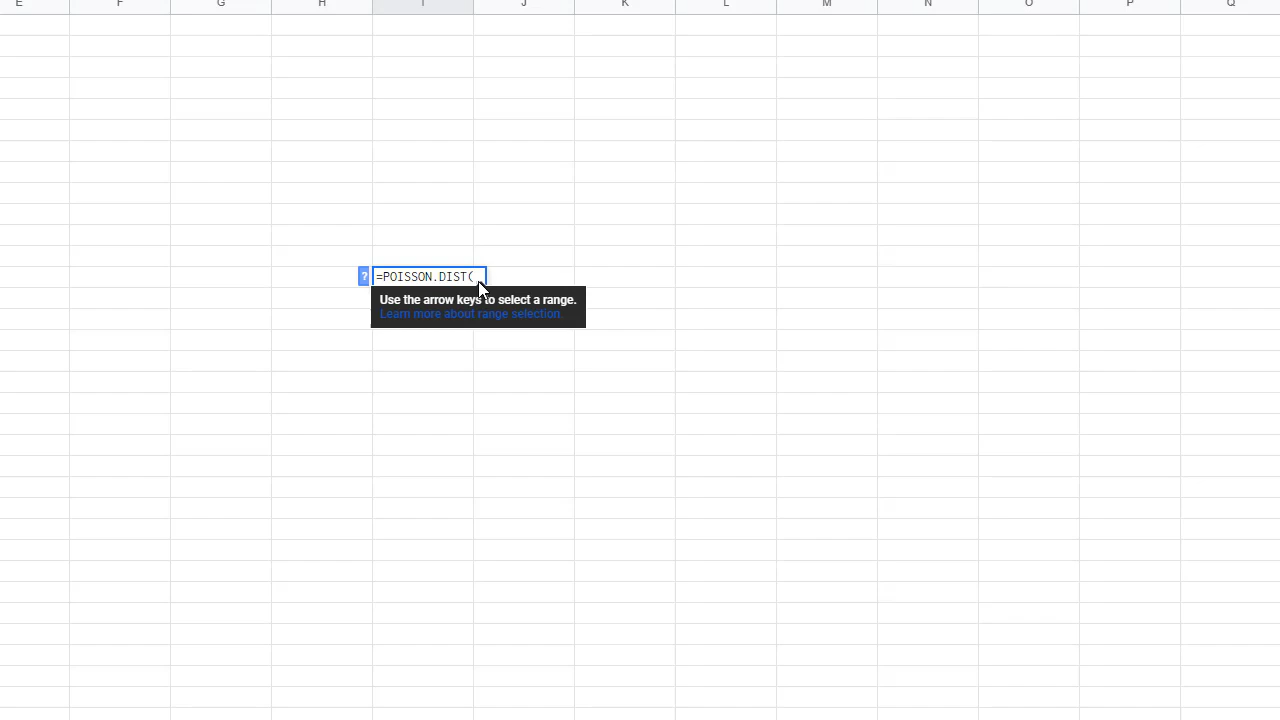 E F G H I J K L M N O P Q
? =POISSON.DIST(
Use the arrow keys to select a range.
Learn more about range selection.